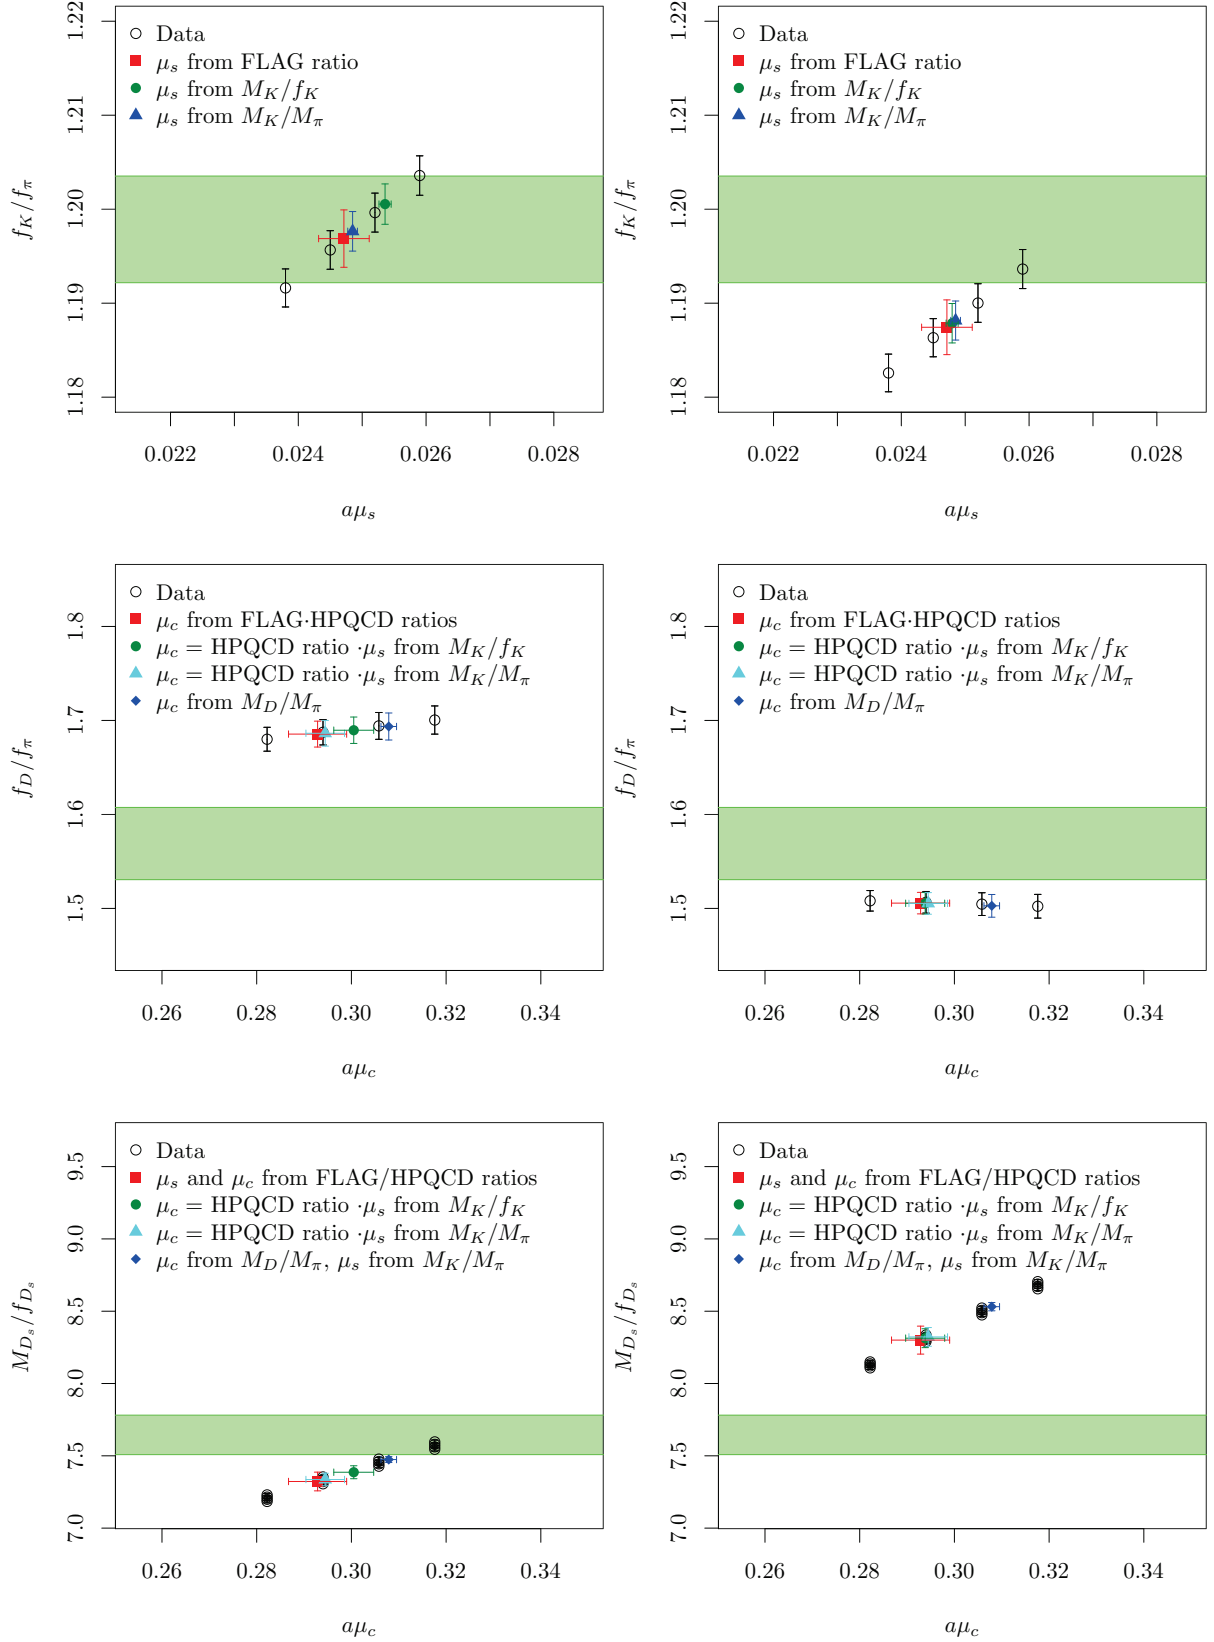 ○ Data
■ μ_s from FLAG ratio
● μ_s from M_K/f_K
▲ μ_s from M_K/M_π
f_K/f_π
1.18 1.19 1.20 1.21 1.22
0.022 0.024 0.026 0.028
aμ_s
○ Data
■ μ_s from FLAG ratio
● μ_s from M_K/f_K
▲ μ_s from M_K/M_π
f_K/f_π
1.18 1.19 1.20 1.21 1.22
0.022 0.024 0.026 0.028
aμ_s
○ Data
■ μ_c from FLAG·HPQCD ratios
● μ_c = HPQCD ratio ·μ_s from M_K/f_K
▲ μ_c = HPQCD ratio ·μ_s from M_K/M_π
◆ μ_c from M_D/M_π
f_D/f_π
1.5 1.6 1.7 1.8
0.26 0.28 0.30 0.32 0.34
aμ_c
○ Data
■ μ_c from FLAG·HPQCD ratios
● μ_c = HPQCD ratio ·μ_s from M_K/f_K
▲ μ_c = HPQCD ratio ·μ_s from M_K/M_π
◆ μ_c from M_D/M_π
f_D/f_π
1.5 1.6 1.7 1.8
0.26 0.28 0.30 0.32 0.34
aμ_c
○ Data
■ μ_s and μ_c from FLAG/HPQCD ratios
● μ_c = HPQCD ratio ·μ_s from M_K/f_K
▲ μ_c = HPQCD ratio ·μ_s from M_K/M_π
◆ μ_c from M_D/M_π, μ_s from M_K/M_π
M_{D_s}/f_{D_s}
7.0 7.5 8.0 8.5 9.0 9.5
0.26 0.28 0.30 0.32 0.34
aμ_c
○ Data
■ μ_s and μ_c from FLAG/HPQCD ratios
● μ_c = HPQCD ratio ·μ_s from M_K/f_K
▲ μ_c = HPQCD ratio ·μ_s from M_K/M_π
◆ μ_c from M_D/M_π, μ_s from M_K/M_π
M_{D_s}/f_{D_s}
7.0 7.5 8.0 8.5 9.0 9.5
0.26 0.28 0.30 0.32 0.34
aμ_c